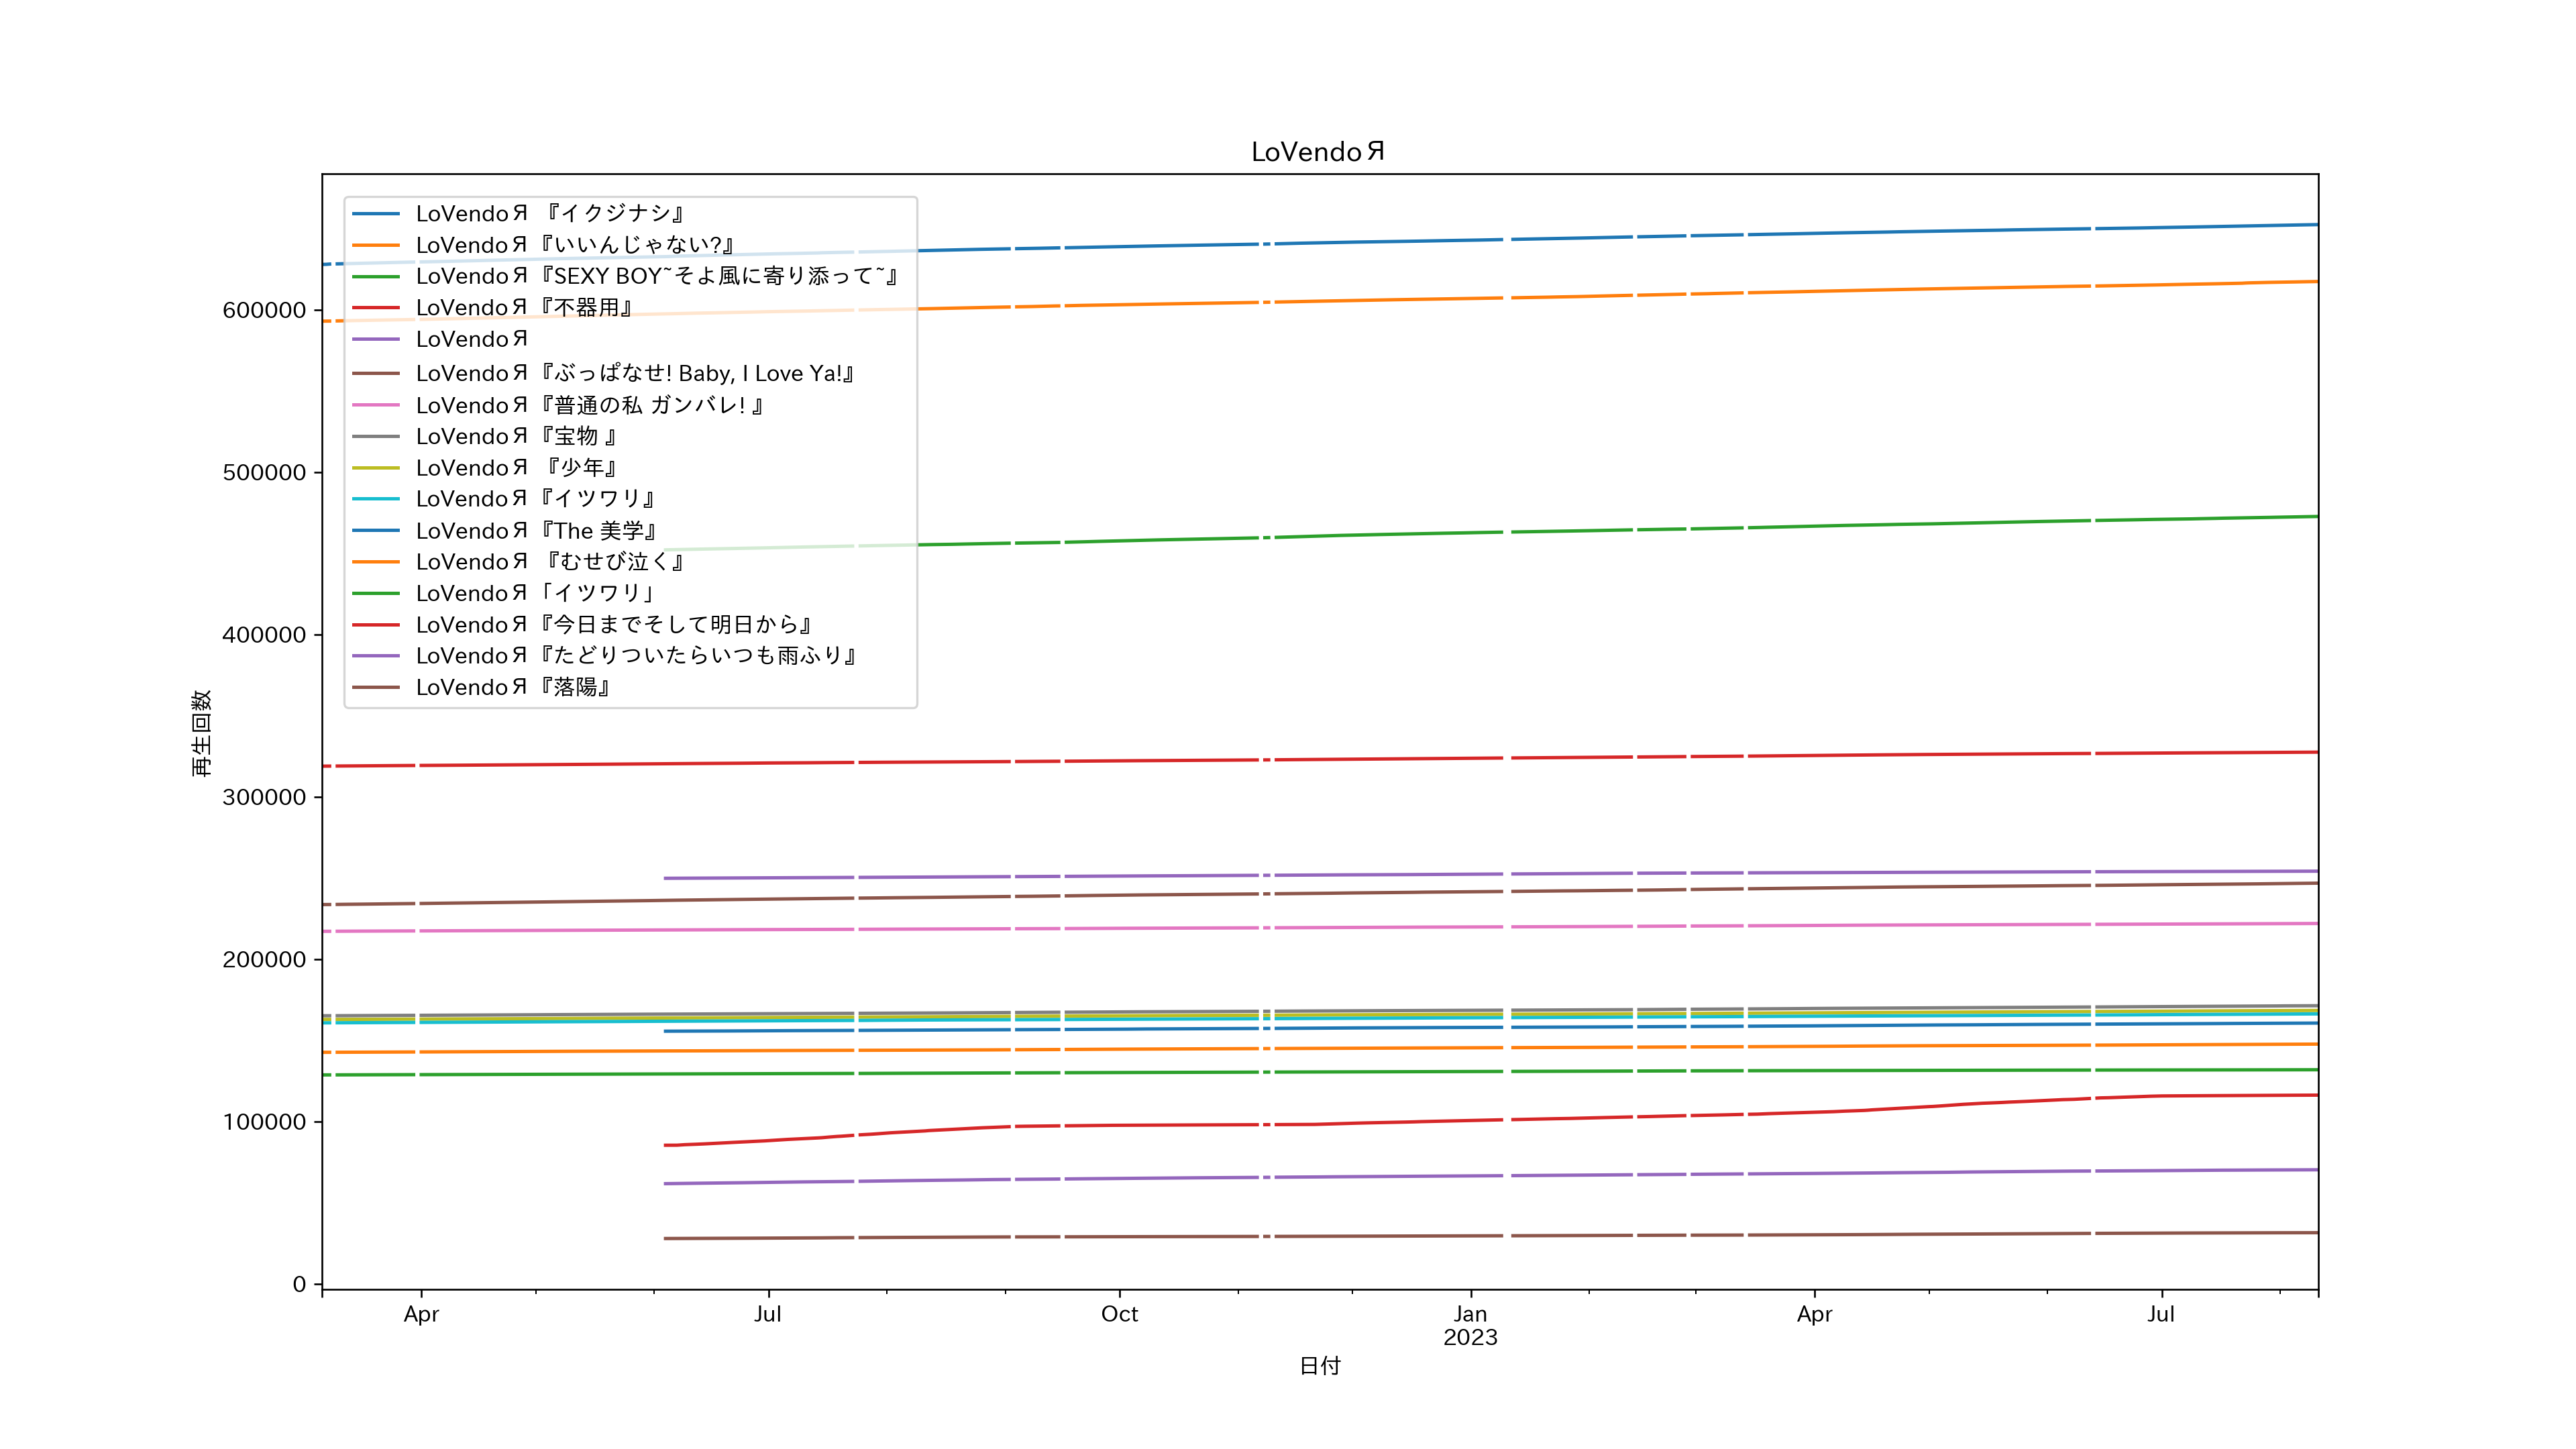 LoVendoЯ
LoVendoЯ 『イクジナシ』
LoVendoЯ『いいんじゃない?』
LoVendoЯ『SEXY BOY~そよ風に寄り添って~』
LoVendoЯ『不器用』
LoVendoЯ
LoVendoЯ『ぶっぱなせ! Baby, I Love Ya!』
LoVendoЯ『普通の私 ガンバレ! 』
LoVendoЯ『宝物 』
LoVendoЯ 『少年』
LoVendoЯ『イツワリ』
LoVendoЯ『The 美学』
LoVendoЯ 『むせび泣く』
LoVendoЯ「イツワリ」
LoVendoЯ『今日までそして明日から』
LoVendoЯ『たどりついたらいつも雨ふり』
LoVendoЯ『落陽』
600000
500000
400000
300000
200000
100000
0
再生回数
Apr Jul Oct Jan Apr Jul
2023
日付